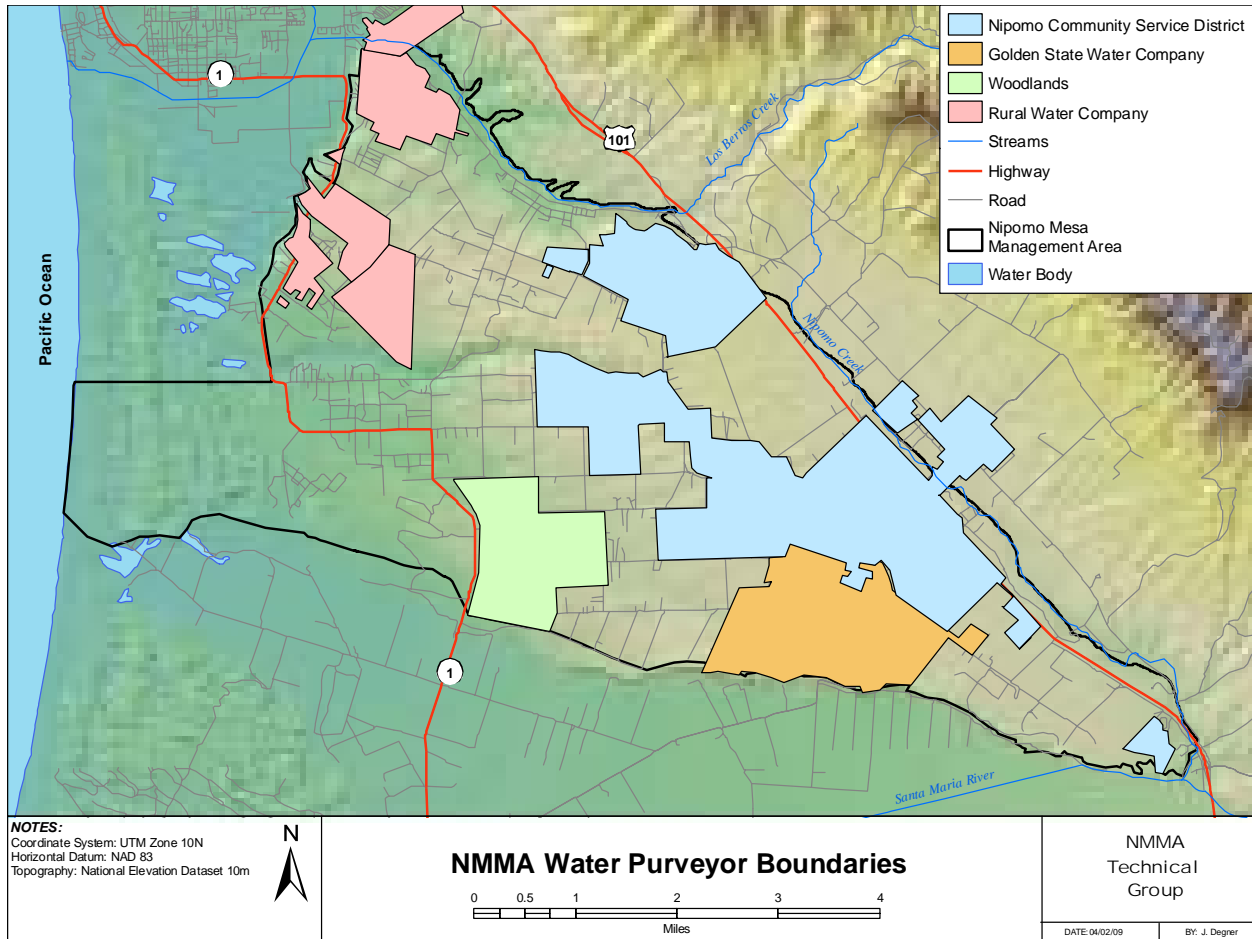 Nipomo Community Service District
Golden State Water Company
Woodlands
Rural Water Company
Streams
Highway
Road
Nipomo Mesa
Management Area
Water Body
1
101
Los Berros Creek
Pacific Ocean
Nipomo Creek
1
Santa Maria River
NOTES:
Coordinate System: UTM Zone 10N
Horizontal Datum: NAD 83
Topography: National Elevation Dataset 10m
N
NMMA Water Purveyor Boundaries
0 0.5 1 2 3 4
Miles
NMMA
Technical
Group
DATE: 04/02/09 BY: J. Degner